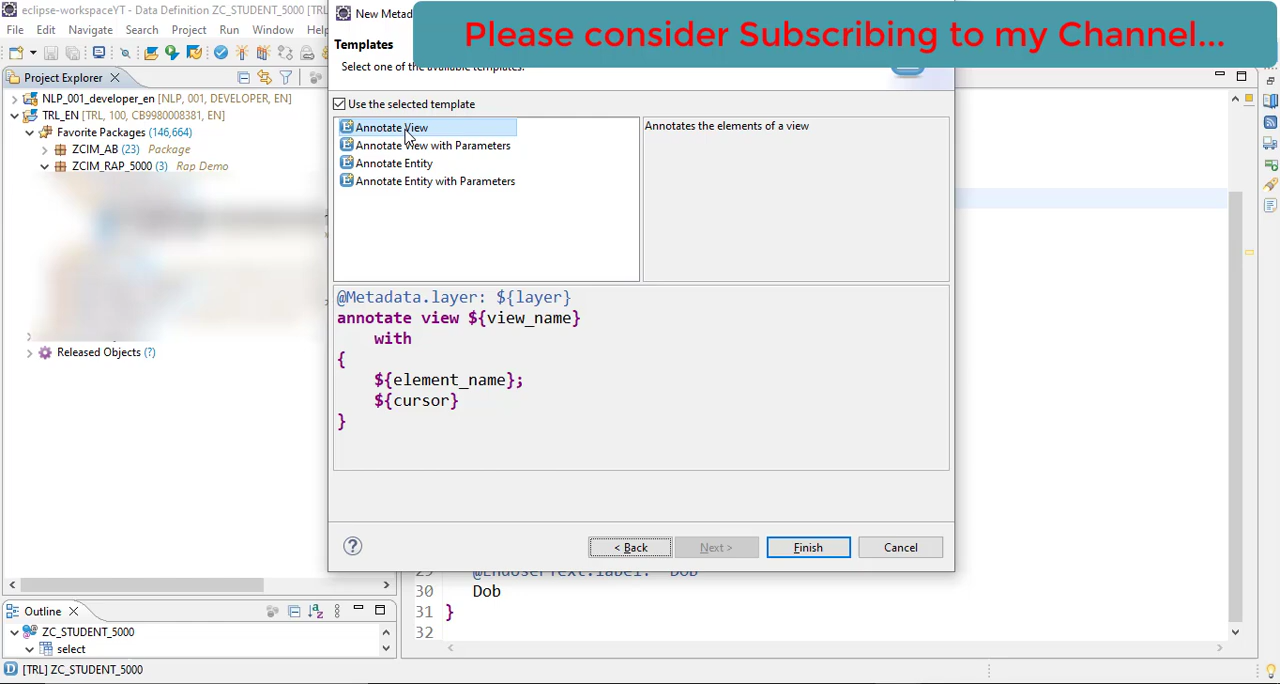 eclipse-workspaceYT - Data Definition ZC_STUDENT_5000 [TRL
New Metad
Please consider Subscribing to my Channel...
File Edit Navigate Search Project Run Window Help
Templates
Select one of the available templates.
Project Explorer
Use the selected template
NLP_001_developer_en [NLP, 001, DEVELOPER, EN]
TRL_EN [TRL, 100, CB9980008381, EN]
Favorite Packages (146,664)
ZCIM_AB (23) Package
ZCIM_RAP_5000 (3) Rap Demo
Released Objects (?)
Annotate View
Annotate View with Parameters
Annotate Entity
Annotate Entity with Parameters
Annotates the elements of a view
@Metadata.layer: ${layer}
annotate view ${view_name}
with
{
${element_name};
${cursor}
}
< Back Next > Finish Cancel
29 @EndUserText.label: 'DOB'
30 Dob
31 }
32
Outline
ZC_STUDENT_5000
select
[TRL] ZC_STUDENT_5000